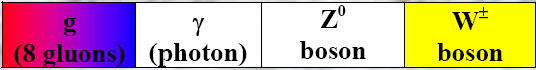 g γ Z⁰ W±
(8 gluons) (photon) boson boson